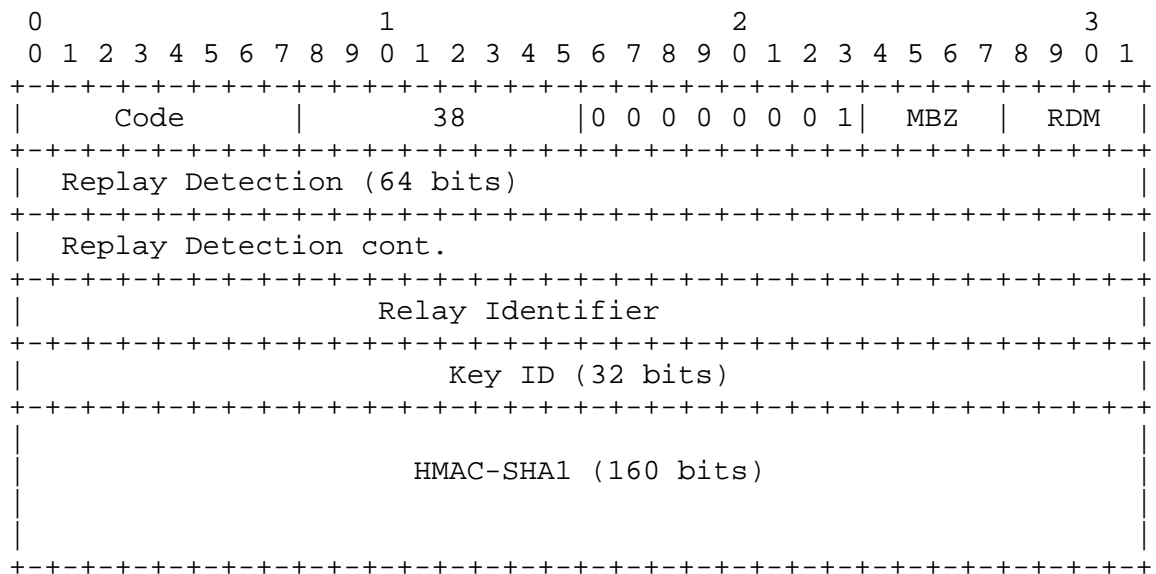 0                   1                   2                   3
0 1 2 3 4 5 6 7 8 9 0 1 2 3 4 5 6 7 8 9 0 1 2 3 4 5 6 7 8 9 0 1
+-+-+-+-+-+-+-+-+-+-+-+-+-+-+-+-+-+-+-+-+-+-+-+-+-+-+-+-+-+-+-+-+
|     Code      |       38      |0 0 0 0 0 0 0 1|  MBZ  |  RDM  |
+-+-+-+-+-+-+-+-+-+-+-+-+-+-+-+-+-+-+-+-+-+-+-+-+-+-+-+-+-+-+-+-+
|  Replay Detection (64 bits)                                   |
+-+-+-+-+-+-+-+-+-+-+-+-+-+-+-+-+-+-+-+-+-+-+-+-+-+-+-+-+-+-+-+-+
|  Replay Detection cont.                                       |
+-+-+-+-+-+-+-+-+-+-+-+-+-+-+-+-+-+-+-+-+-+-+-+-+-+-+-+-+-+-+-+-+
|                    Relay Identifier                           |
+-+-+-+-+-+-+-+-+-+-+-+-+-+-+-+-+-+-+-+-+-+-+-+-+-+-+-+-+-+-+-+-+
|                        Key ID (32 bits)                       |
+-+-+-+-+-+-+-+-+-+-+-+-+-+-+-+-+-+-+-+-+-+-+-+-+-+-+-+-+-+-+-+-+
|                                                               |
|                      HMAC-SHA1 (160 bits)                     |
|                                                               |
|                                                               |
+-+-+-+-+-+-+-+-+-+-+-+-+-+-+-+-+-+-+-+-+-+-+-+-+-+-+-+-+-+-+-+-+